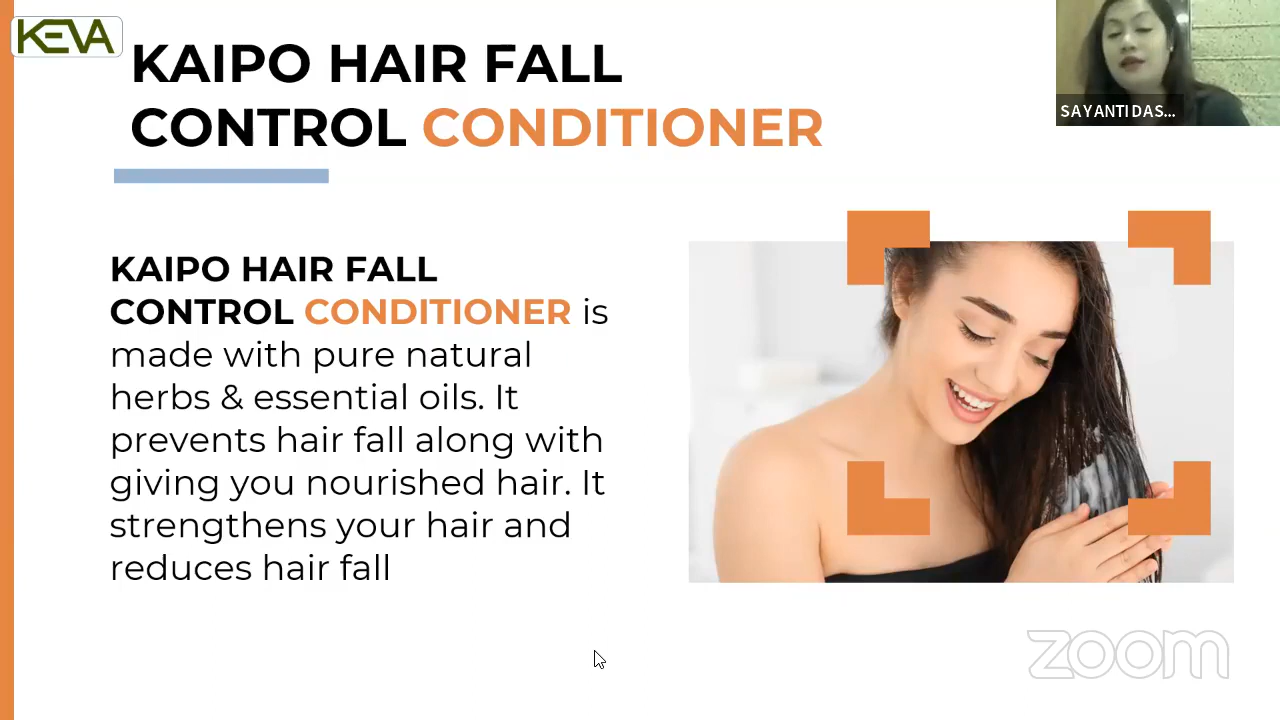 KEVA
KAIPO HAIR FALL
CONTROL CONDITIONER
SAYANTI DAS...
KAIPO HAIR FALL
CONTROL CONDITIONER is
made with pure natural
herbs & essential oils. It
prevents hair fall along with
giving you nourished hair. It
strengthens your hair and
reduces hair fall
zoom